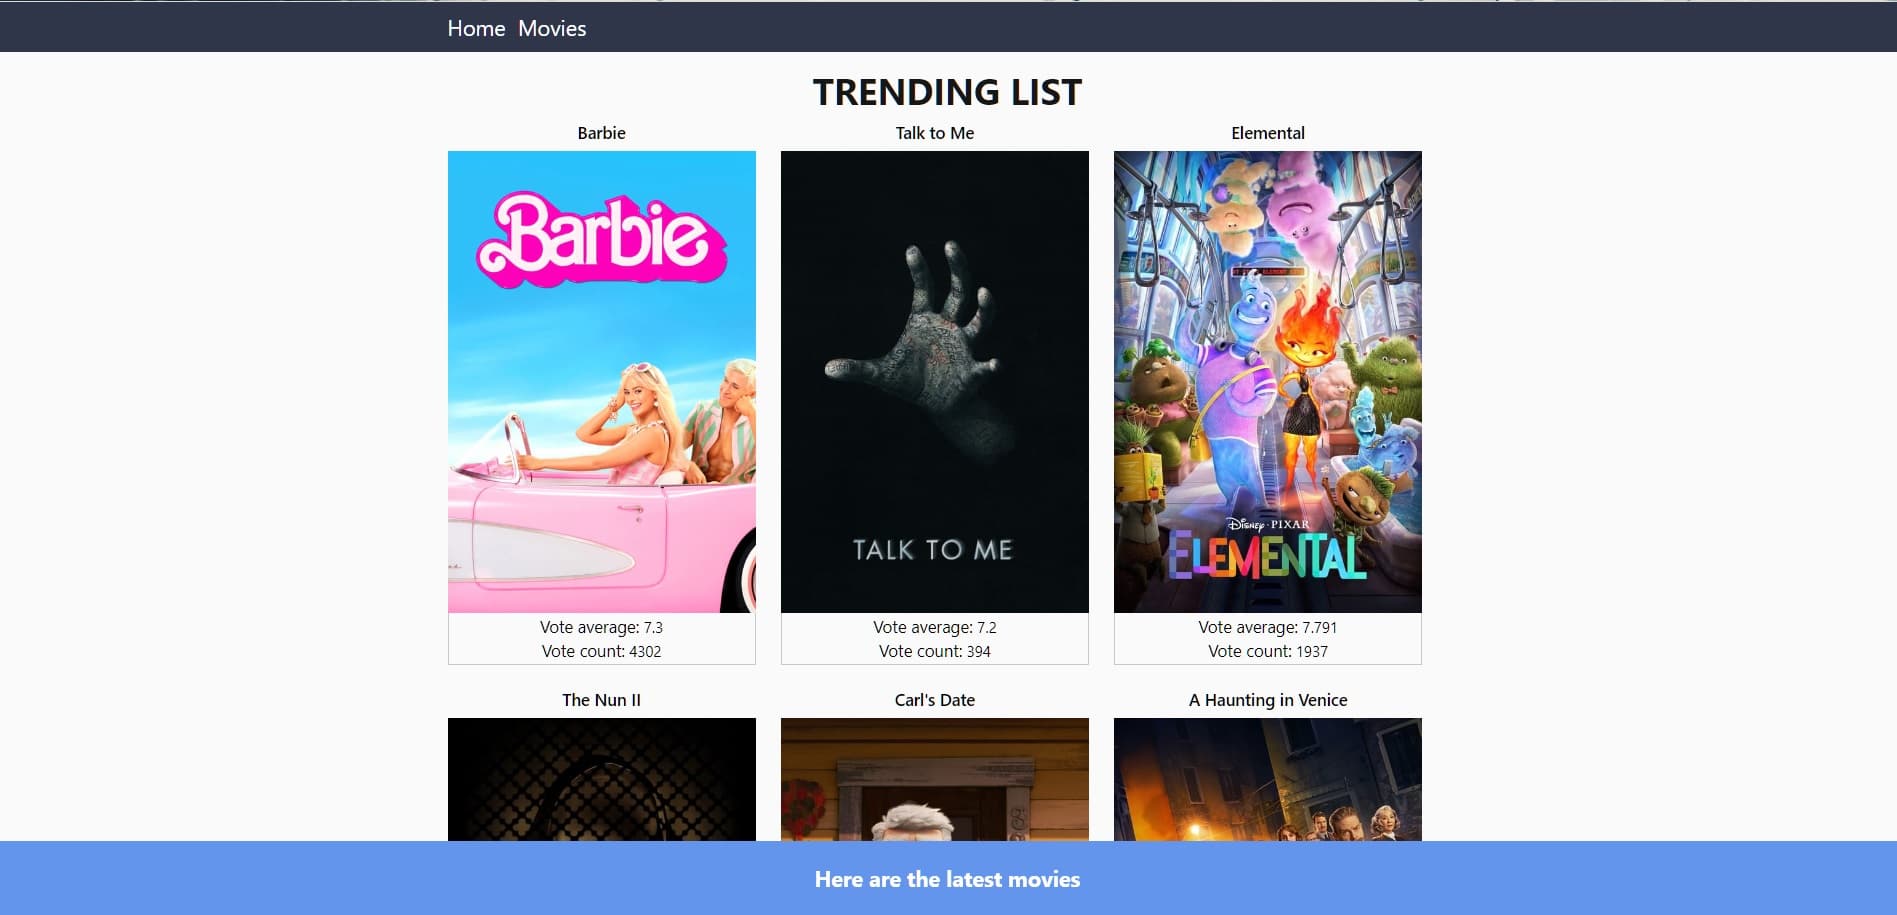 Home Movies
TRENDING LIST
Barbie
Talk to Me
Elemental
Barbie
TALK TO ME
DISNEY · PIXAR
ELEMENTAL
Vote average: 7.3
Vote count: 4302
Vote average: 7.2
Vote count: 394
Vote average: 7.791
Vote count: 1937
The Nun II
Carl's Date
A Haunting in Venice
Here are the latest movies